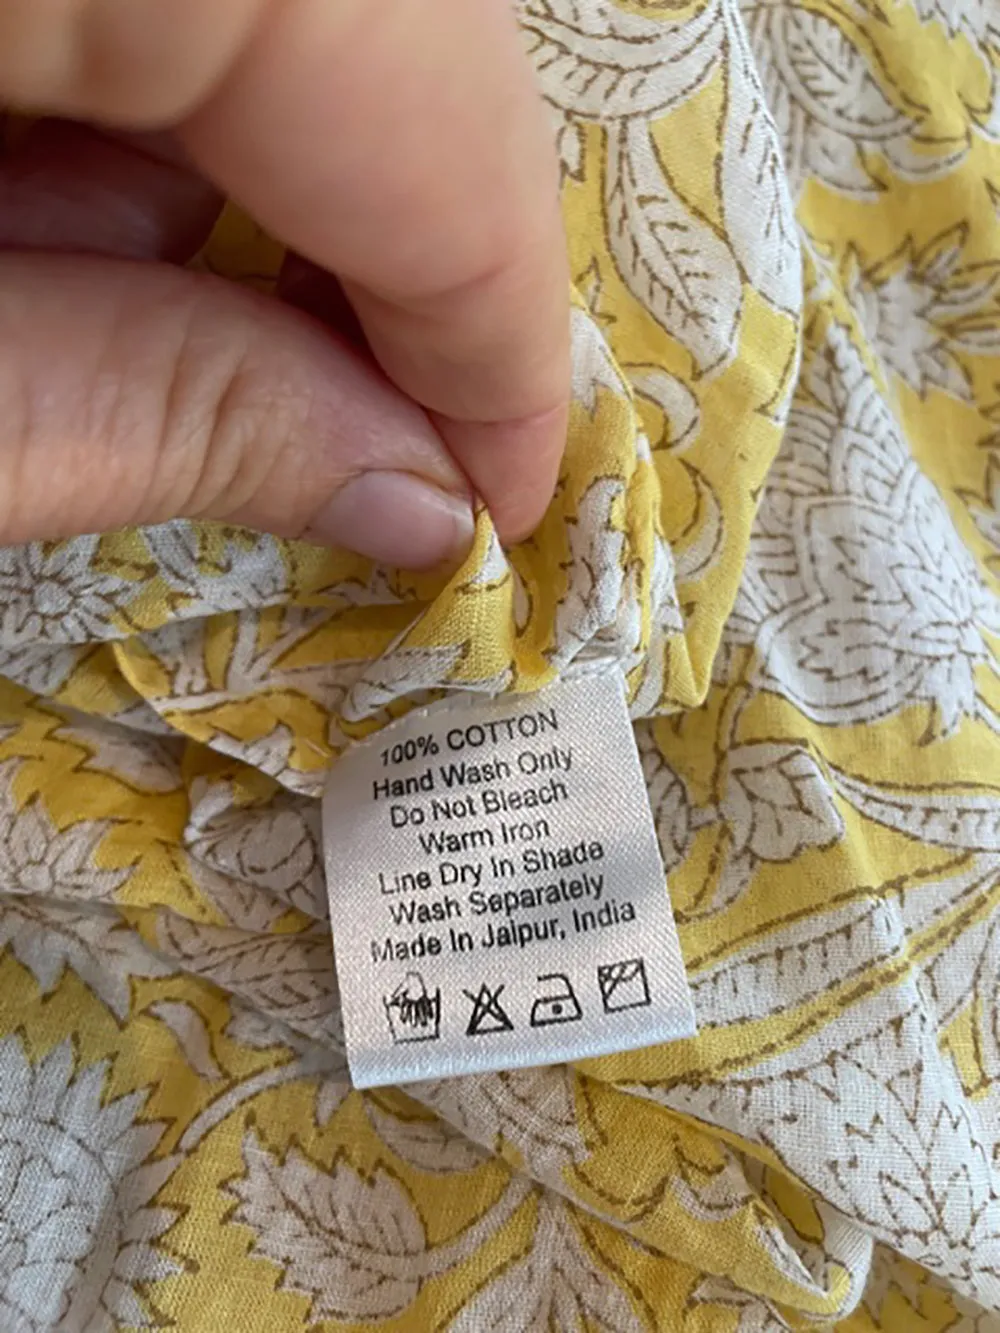 100% COTTON
Hand Wash Only
Do Not Bleach
Warm Iron
Line Dry In Shade
Wash Separately
Made In Jaipur, India